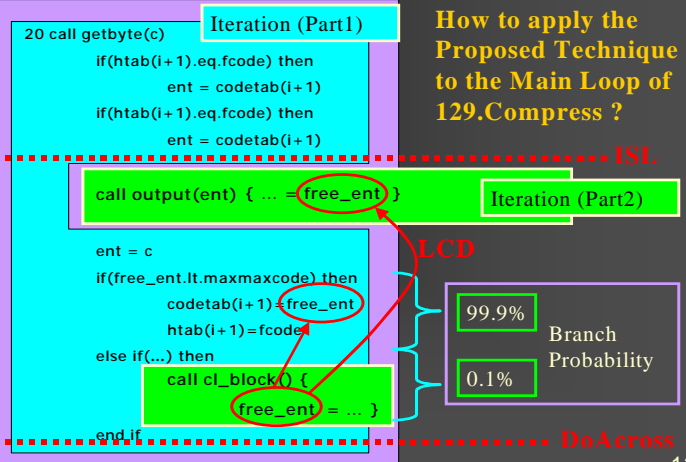 Iteration (Part1)
How to apply the
Proposed Technique
to the Main Loop of
129.Compress ?
20 call getbyte(c)
if(htab(i+1).eq.fcode) then
ent = codetab(i+1)
if(htab(i+1).eq.fcode) then
ent = codetab(i+1)
ISL
call output(ent) { ... = free_ent }
Iteration (Part2)
LCD
ent = c
if(free_ent.lt.maxmaxcode) then
codetab(i+1)=free_ent
htab(i+1)=fcode
else if(...) then
call cl_block() {
free_ent = ... }
end if
99.9%
Branch
Probability
0.1%
DoAcross